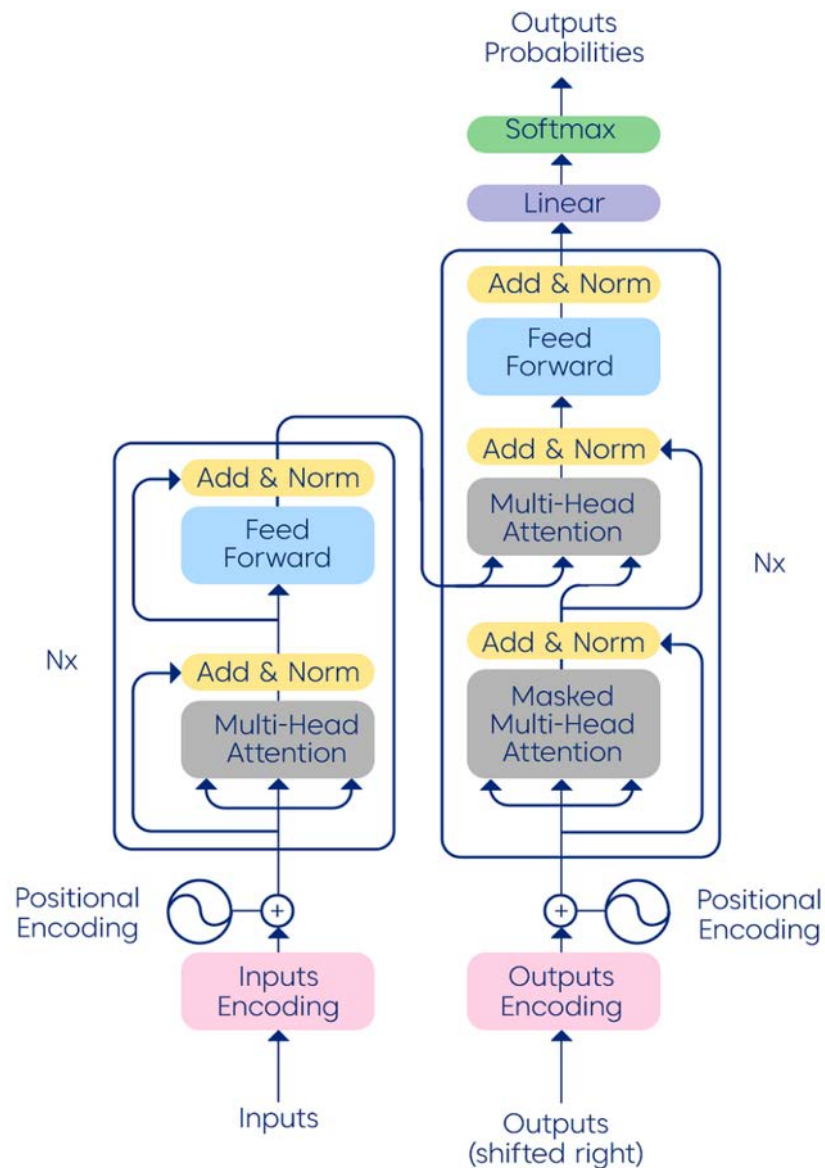 Outputs
Probabilities
Softmax
Linear
Add & Norm
Feed
Forward
Add & Norm
Multi-Head
Attention
Nx
Add & Norm
Masked
Multi-Head
Attention
Add & Norm
Feed
Forward
Nx
Add & Norm
Multi-Head
Attention
Positional
Encoding
+
+
Positional
Encoding
Inputs
Encoding
Outputs
Encoding
Inputs
Outputs
(shifted right)